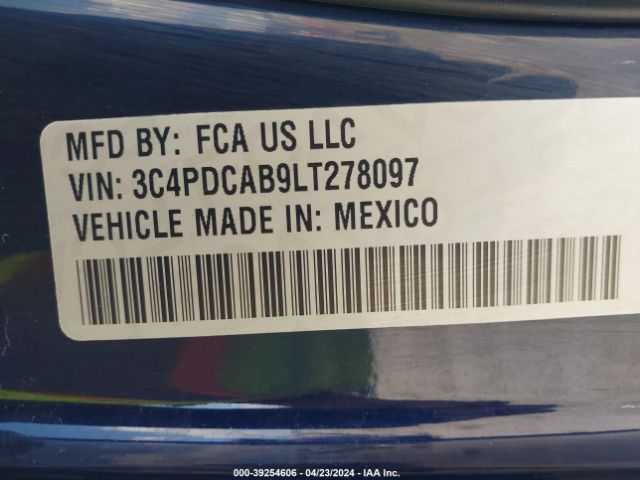 MFD BY: FCA US LLC
VIN: 3C4PDCAB9LT278097
VEHICLE MADE IN: MEXICO
000-39254606 - 04/23/2024 - IAA Inc.